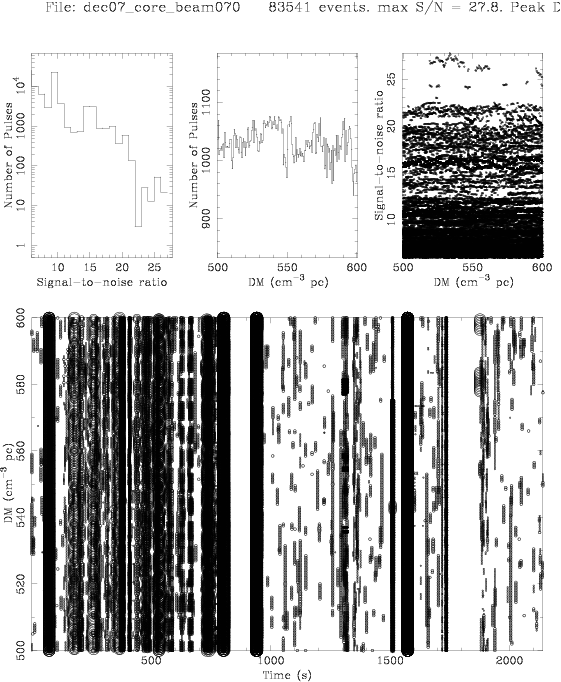 File: dec07_core_beam070 83541 events. max S/N = 27.8. Peak D
Number of Pulses
1 10 100 1000 10⁴
10 15 20 25
Signal-to-noise ratio
Number of Pulses
900 1000 1100
500 550 600
DM (cm⁻³ pc)
Signal-to-noise ratio
10 15 20 25
500 550 600
DM (cm⁻³ pc)
DM (cm⁻³ pc)
500 520 540 560 580 600
500 1000 1500 2000
Time (s)